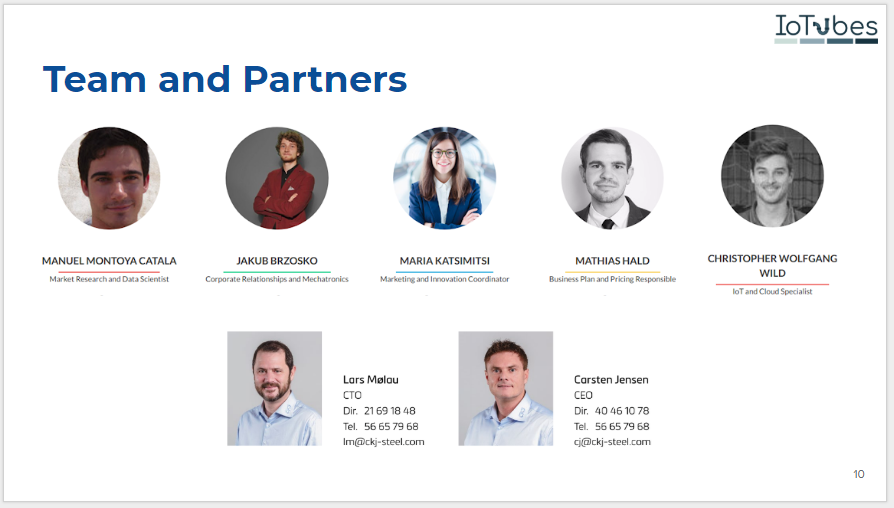 IoTubes
Team and Partners
MANUEL MONTOYA CATALA
Market Research and Data Scientist
JAKUB BRZOSKO
Corporate Relationships and Mechatronics
MARIA KATSIMITSI
Marketing and Innovation Coordinator
MATHIAS HALD
Business Plan and Pricing Responsible
CHRISTOPHER WOLFGANG
WILD
IoT and Cloud Specialist
Lars Mølau
CTO
Dir. 21 69 18 48
Tel. 56 65 79 68
lm@ckj-steel.com
Carsten Jensen
CEO
Dir. 40 46 10 78
Tel. 56 65 79 68
cj@ckj-steel.com
10